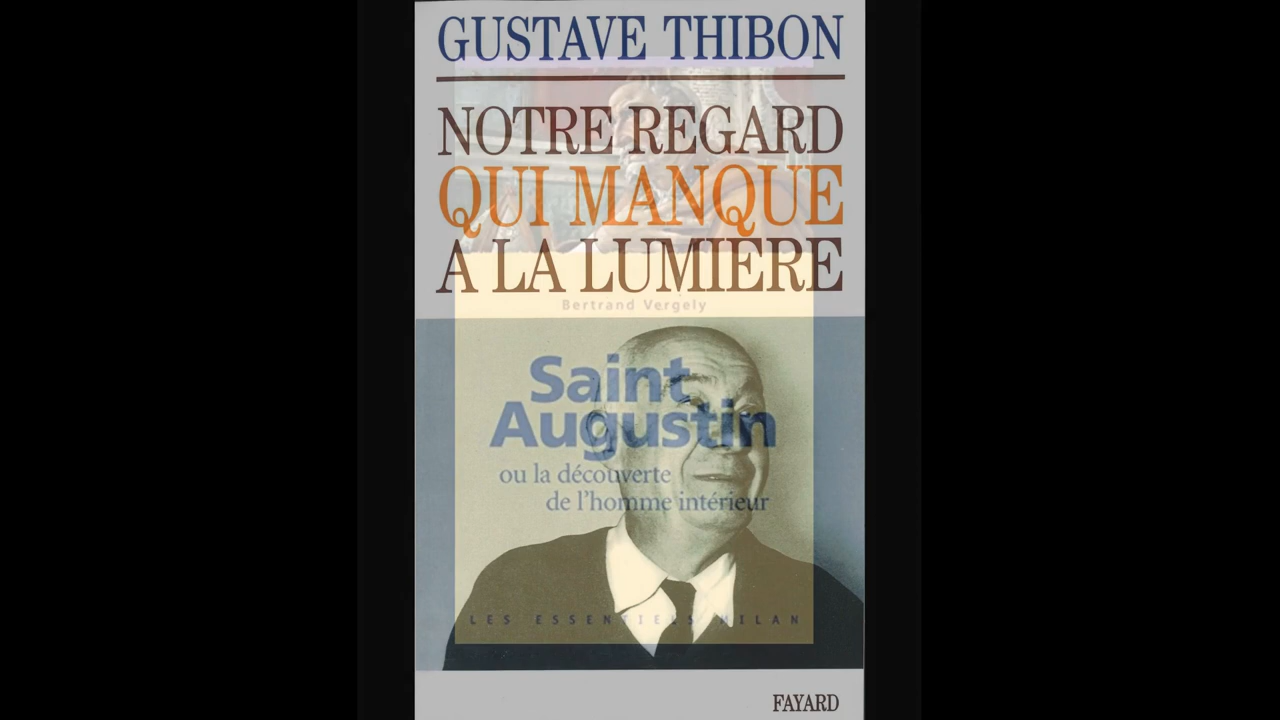 GUSTAVE THIBON
NOTRE REGARD
QUI MANQUE
A LA LUMIERE
Bertrand Vergely
Saint
Augustin
ou la découverte
de l'homme intérieur
LES ESSENTIELS MILAN
FAYARD